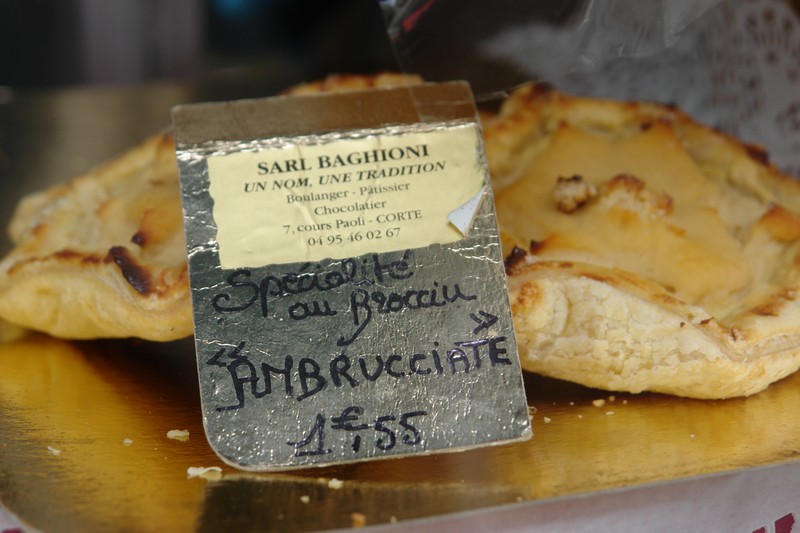 SARL BAGHIONI
UN NOM, UNE TRADITION
Boulanger - Pâtissier
Chocolatier
7, cours Paoli - CORTE
04 95 46 02 67
Spécialité
au Brocciu
« AMBRUCCIATE »
1€,55